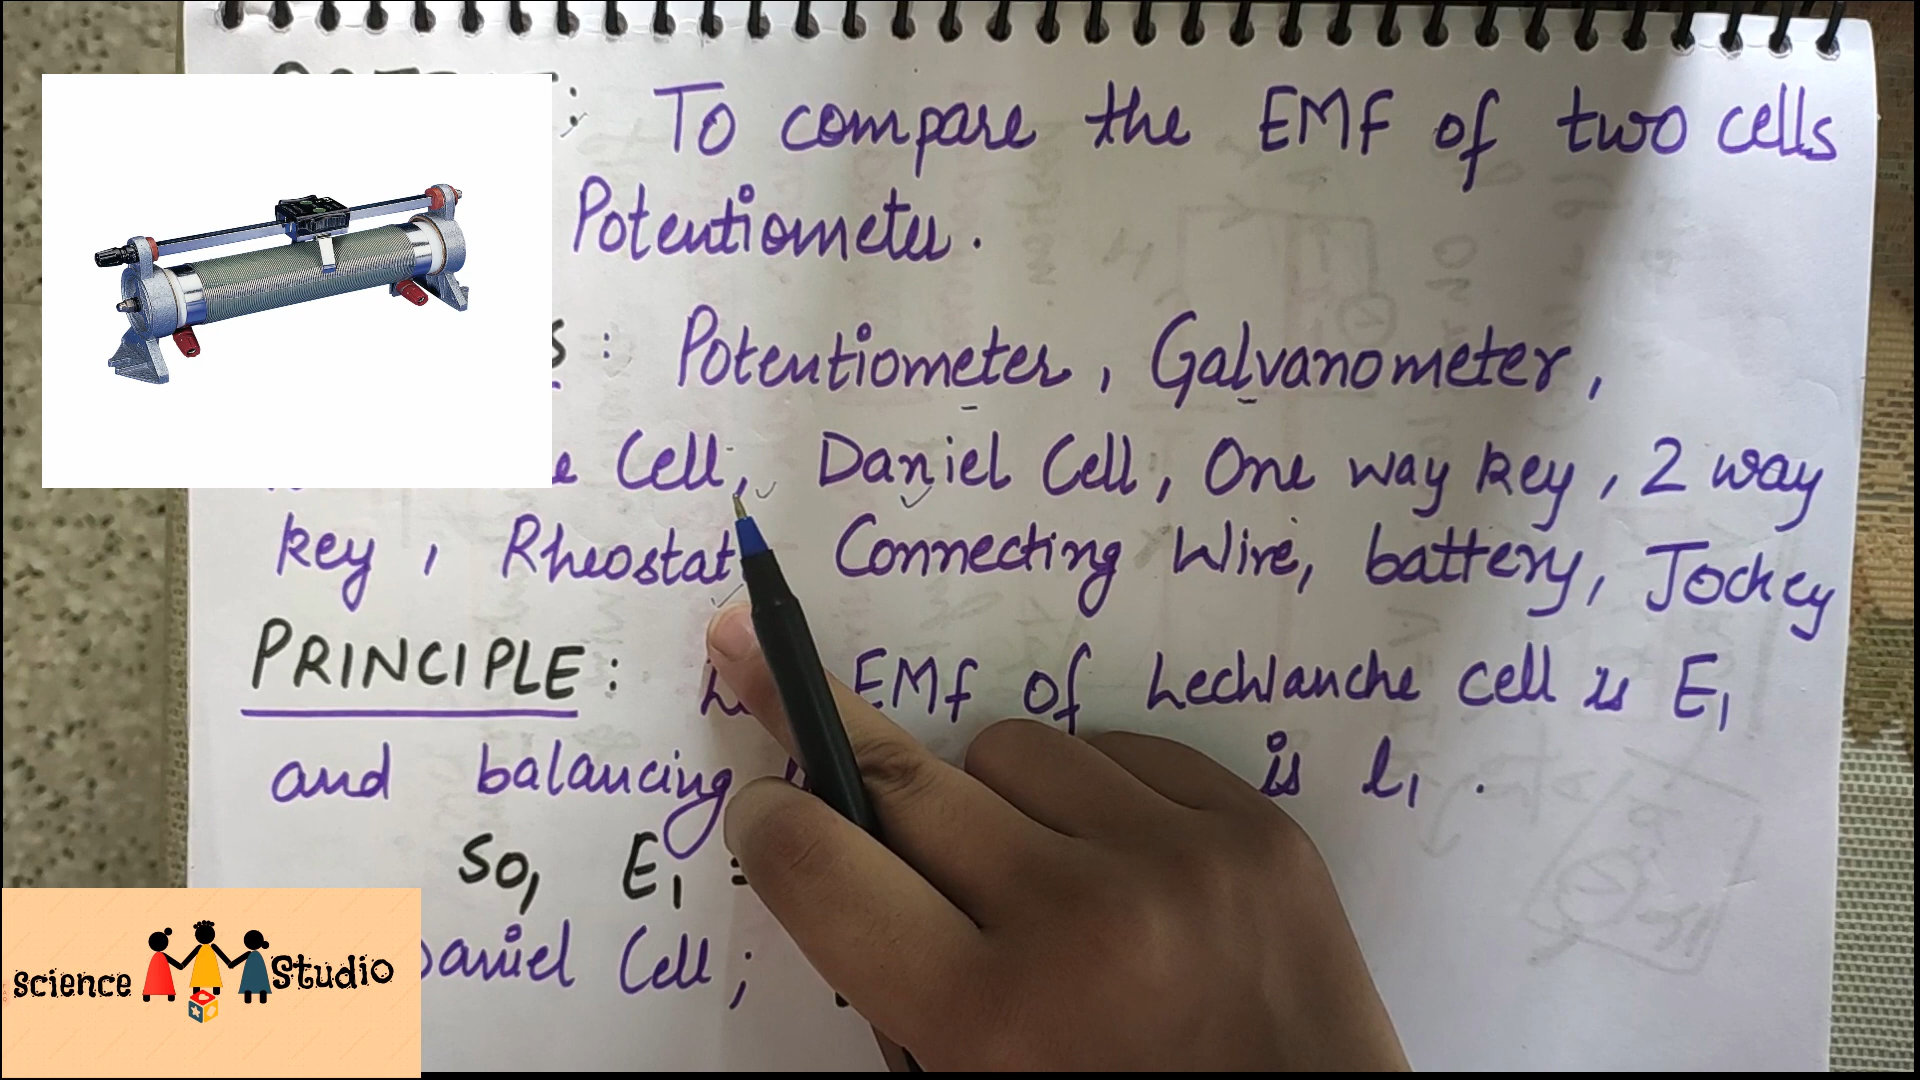 : To compare the EMF of two cells
Potentiometer.
s : Potentiometer, Galvanometer,
e Cell, Daniel Cell, One way key, 2 way
key, Rheostat Connecting Wire, battery, Jockey
PRINCIPLE : EMf of Lechlanche cell is E1
and balancing is l1 .
So, E1 =
Daniel Cell ;
Science Studio